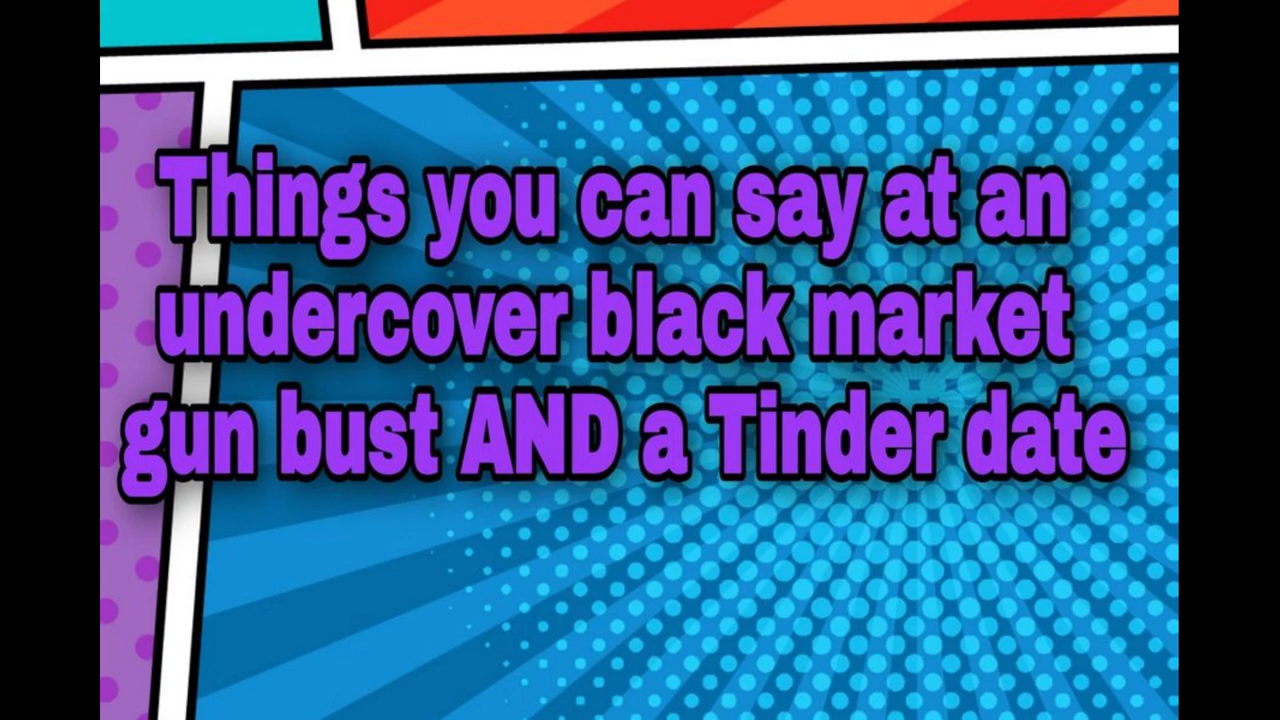 Things you can say at an
undercover black market
gun bust AND a Tinder date